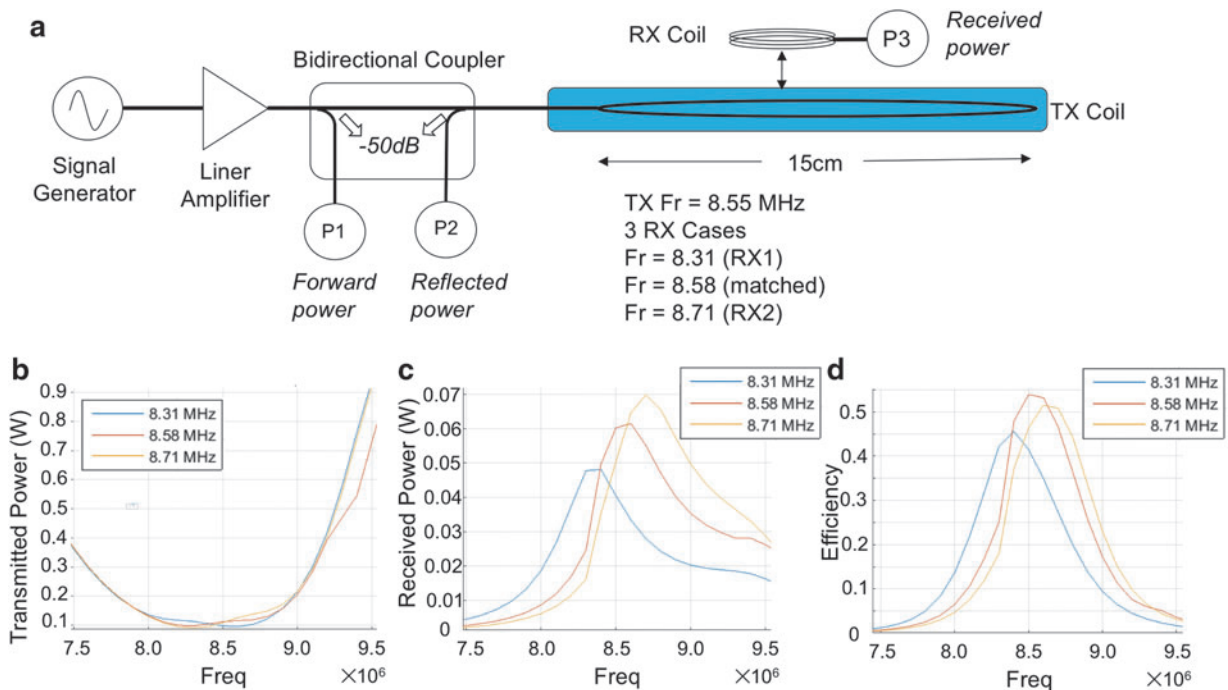 a
Signal
Generator
Liner
Amplifier
Bidirectional Coupler
-50dB
P1
Forward
power
P2
Reflected
power
RX Coil
P3
Received
power
TX Coil
15cm
TX Fr = 8.55 MHz
3 RX Cases
Fr = 8.31 (RX1)
Fr = 8.58 (matched)
Fr = 8.71 (RX2)
b
Transmitted Power (W)
0.9
0.8
0.7
0.6
0.5
0.4
0.3
0.2
0.1
8.31 MHz
8.58 MHz
8.71 MHz
7.5 8.0 8.5 9.0 9.5
Freq ×10⁶
c
Received Power (W)
0.07
0.06
0.05
0.04
0.03
0.02
0.01
0
8.31 MHz
8.58 MHz
8.71 MHz
7.5 8.0 8.5 9.0 9.5
Freq ×10⁶
d
Efficiency
0.5
0.4
0.3
0.2
0.1
0
8.31 MHz
8.58 MHz
8.71 MHz
7.5 8.0 8.5 9.0 9.5
Freq ×10⁶